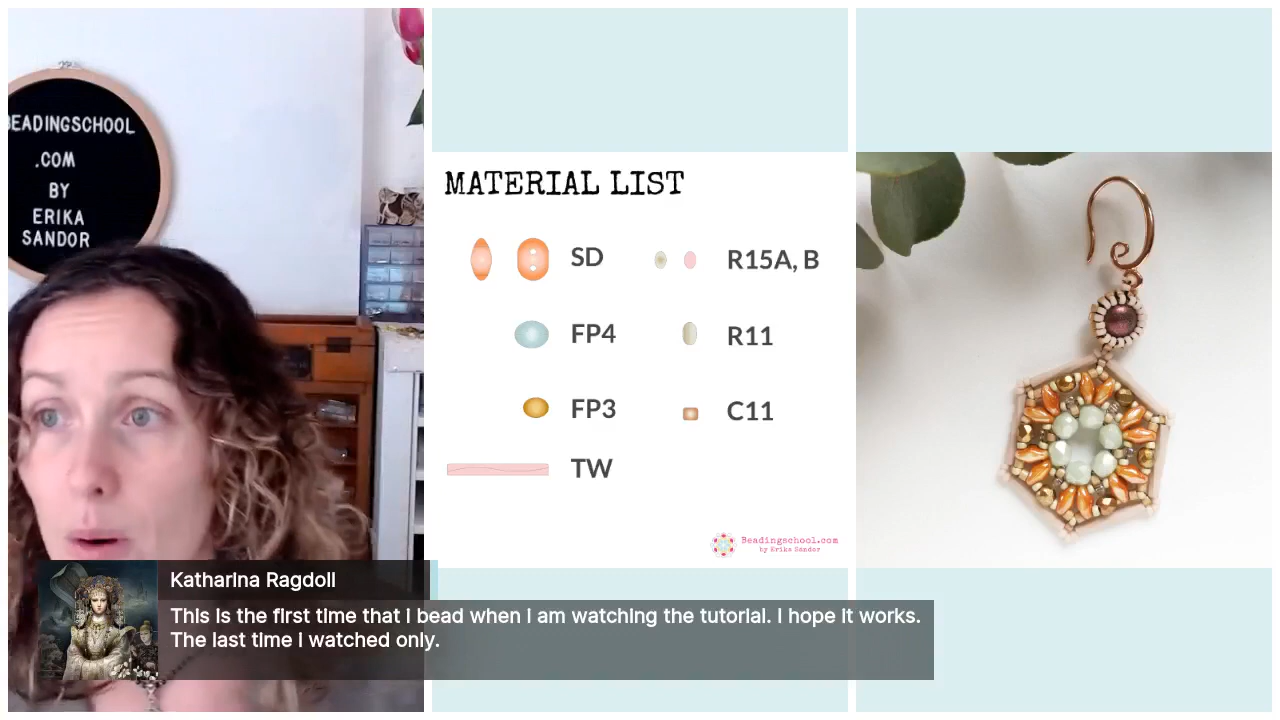 BEADINGSCHOOL
.COM
BY
ERIKA
SANDOR
MATERIAL LIST
SD
R15A, B
FP4
R11
FP3
C11
TW
Beadingschool.com
by Erika Sandor
Katharina Ragdoll
This is the first time that I bead when I am watching the tutorial. I hope it works.
The last time I watched only.